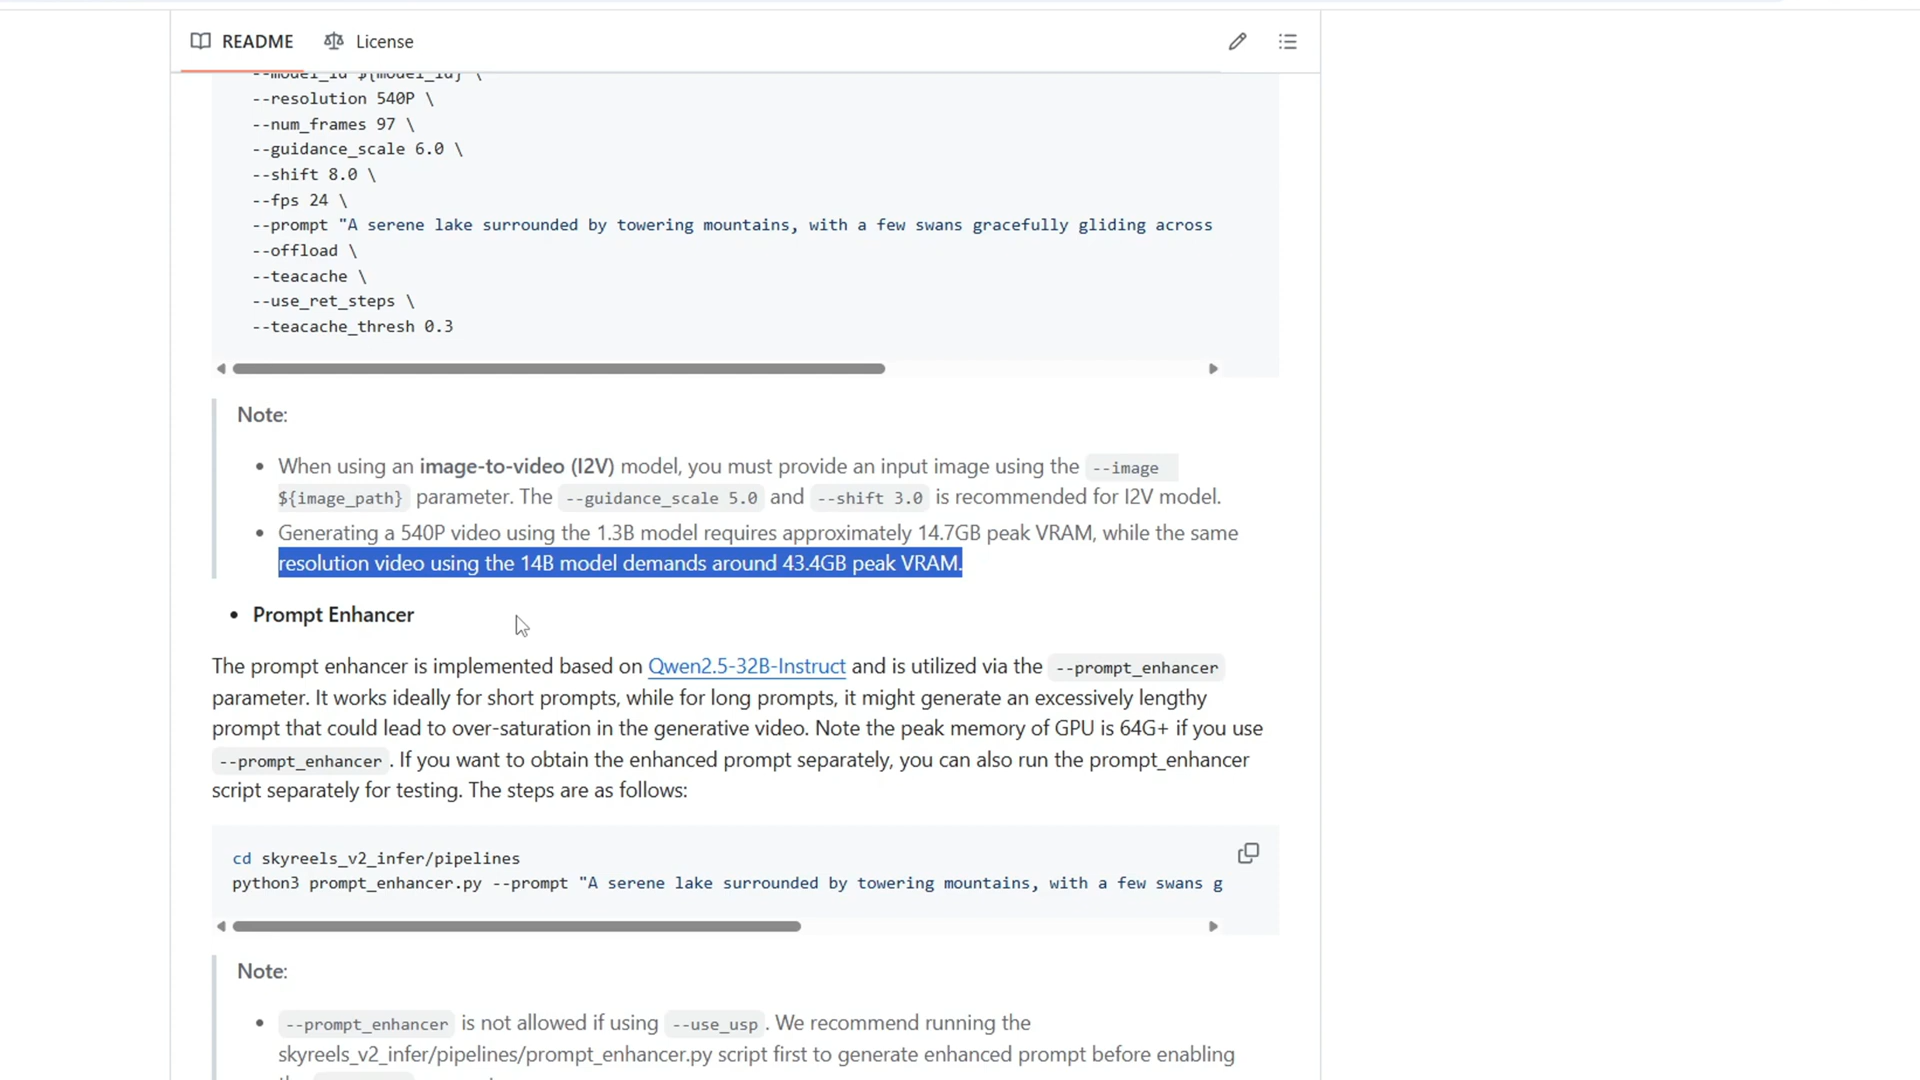 README License
--model_id ${model_id} \
--resolution 540P \
--num_frames 97 \
--guidance_scale 6.0 \
--shift 8.0 \
--fps 24 \
--prompt "A serene lake surrounded by towering mountains, with a few swans gracefully gliding across
--offload \
--teacache \
--use_ret_steps \
--teacache_thresh 0.3
Note:
• When using an image-to-video (I2V) model, you must provide an input image using the --image
${image_path} parameter. The --guidance_scale 5.0 and --shift 3.0 is recommended for I2V model.
• Generating a 540P video using the 1.3B model requires approximately 14.7GB peak VRAM, while the same
resolution video using the 14B model demands around 43.4GB peak VRAM.
• Prompt Enhancer
The prompt enhancer is implemented based on Qwen2.5-32B-Instruct and is utilized via the --prompt_enhancer
parameter. It works ideally for short prompts, while for long prompts, it might generate an excessively lengthy
prompt that could lead to over-saturation in the generative video. Note the peak memory of GPU is 64G+ if you use
--prompt_enhancer . If you want to obtain the enhanced prompt separately, you can also run the prompt_enhancer
script separately for testing. The steps are as follows:
cd skyreels_v2_infer/pipelines
python3 prompt_enhancer.py --prompt "A serene lake surrounded by towering mountains, with a few swans g
Note:
• --prompt_enhancer is not allowed if using --use_usp . We recommend running the
skyreels_v2_infer/pipelines/prompt_enhancer.py script first to generate enhanced prompt before enabling